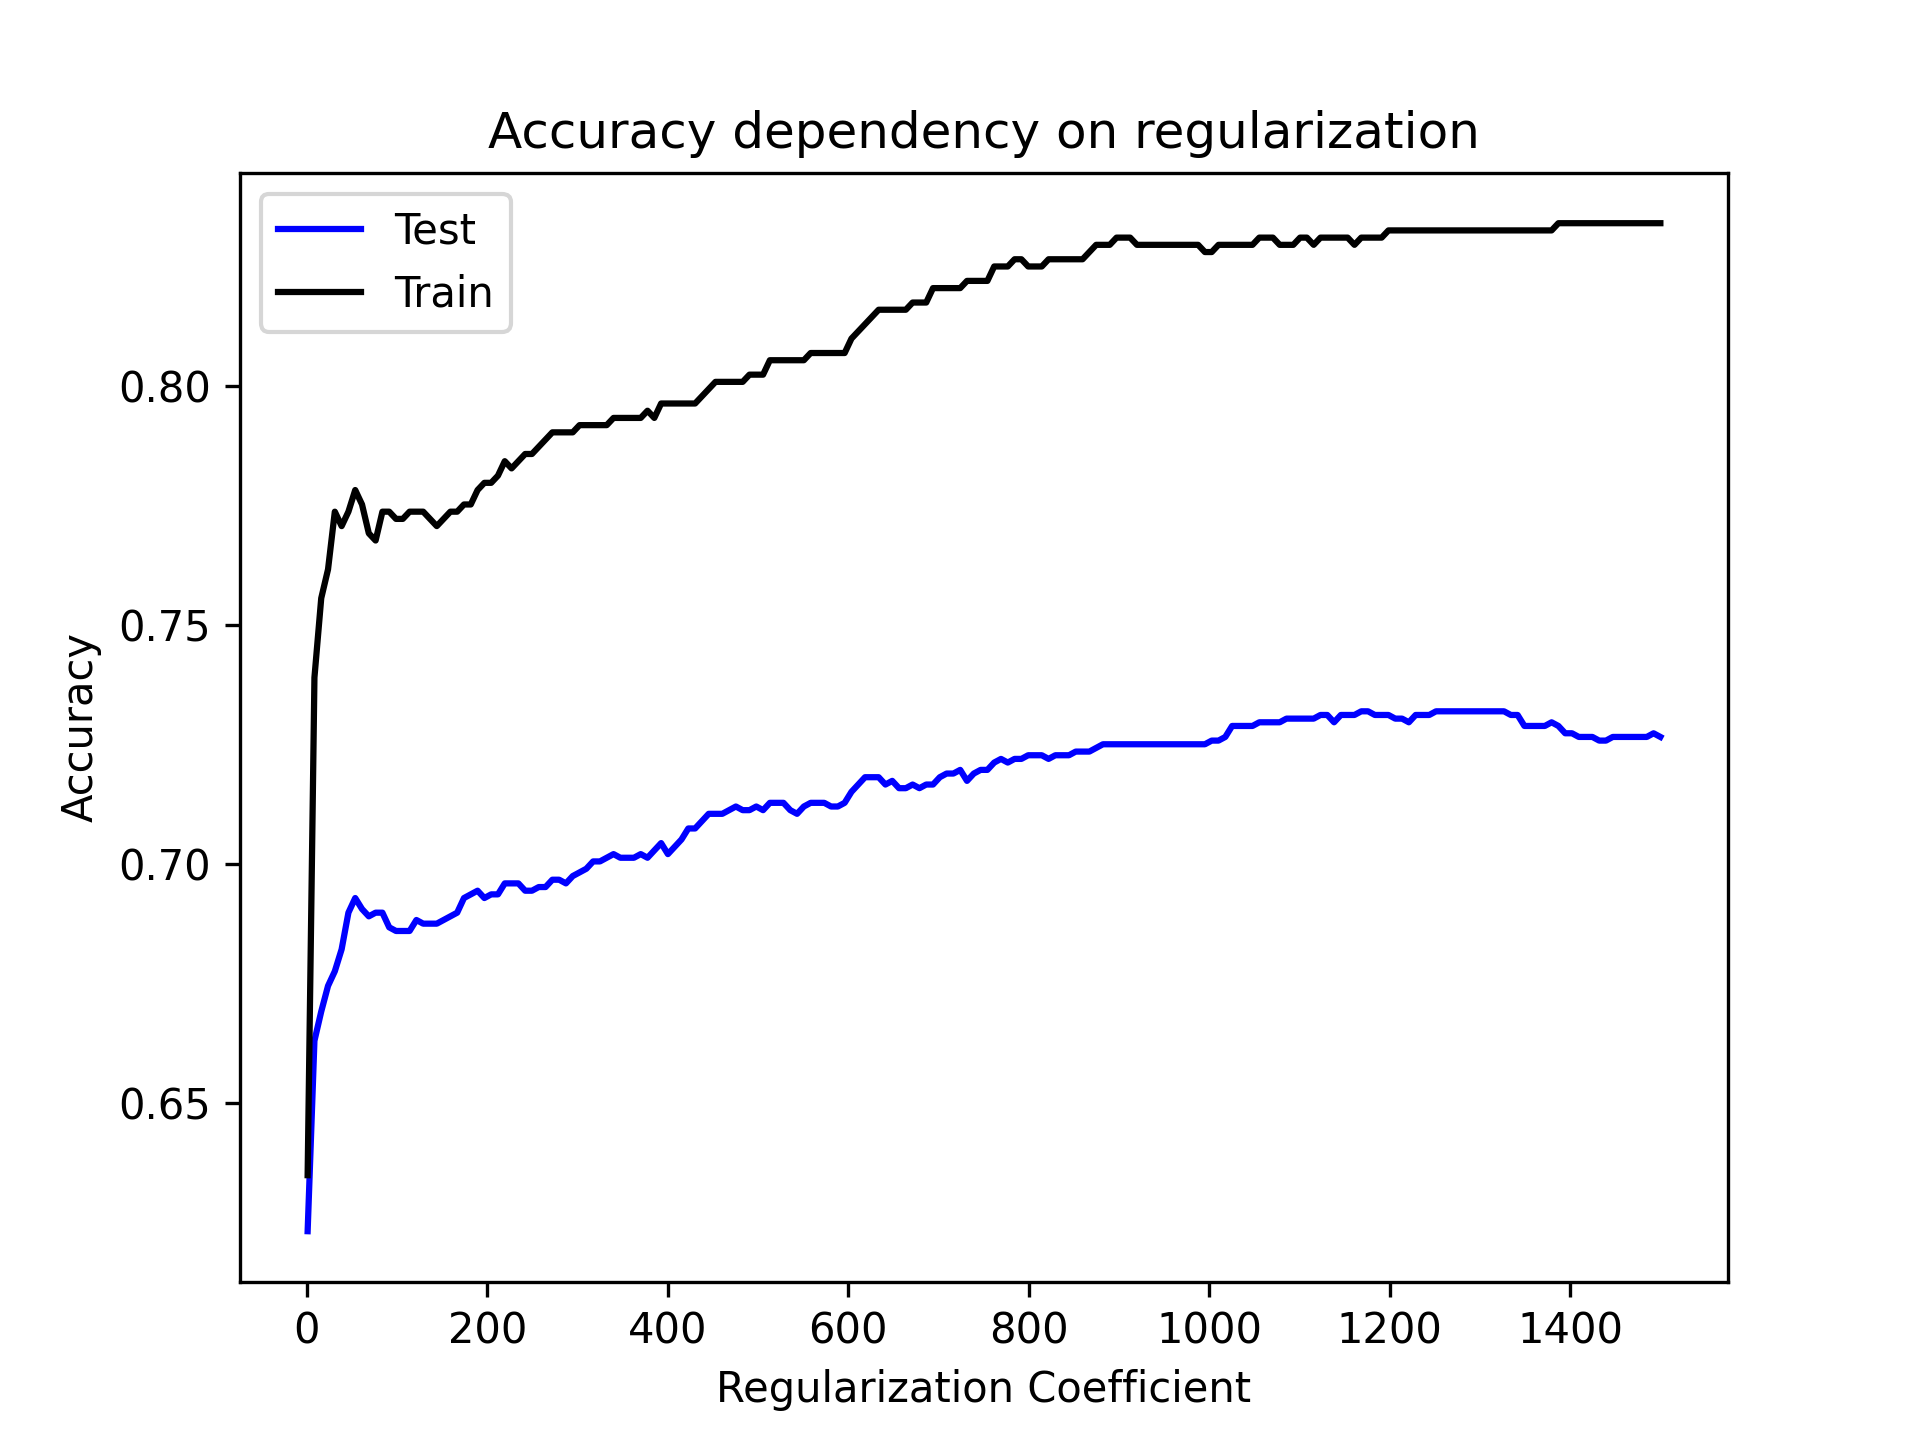 Accuracy dependency on regularization
Test
Train
0.80
0.75
0.70
0.65
Accuracy
0 200 400 600 800 1000 1200 1400
Regularization Coefficient